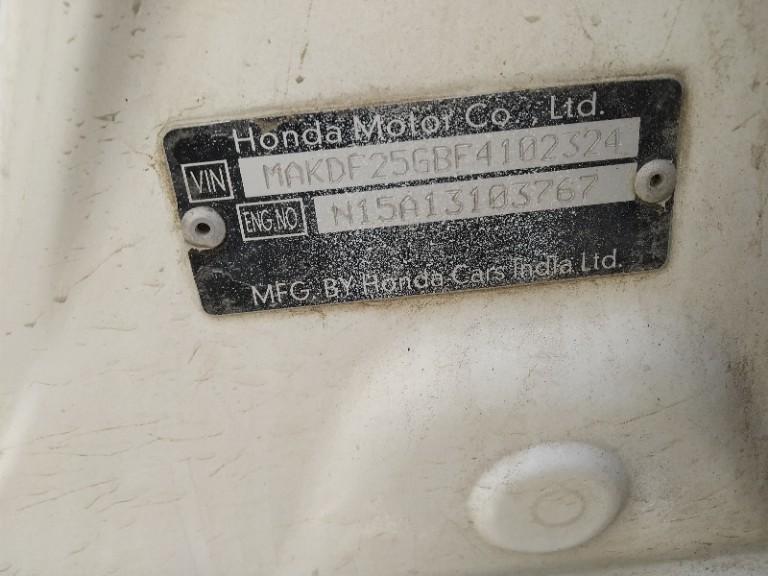 Honda Motor Co., Ltd.
VIN MAKDF25GBF4102324
ENG.NO. N15A13103767
MFG. BY Honda Cars India Ltd.